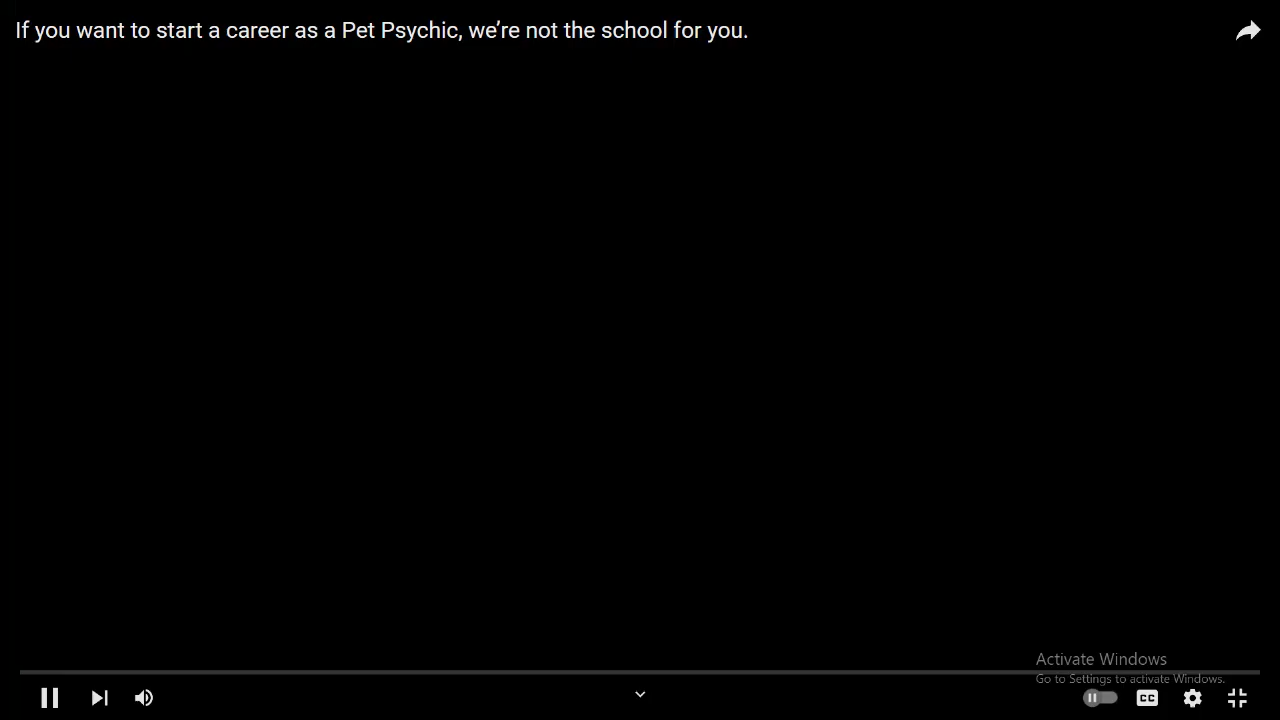 If you want to start a career as a Pet Psychic, we’re not the school for you.
Activate Windows
Go to Settings to activate Windows.
CC